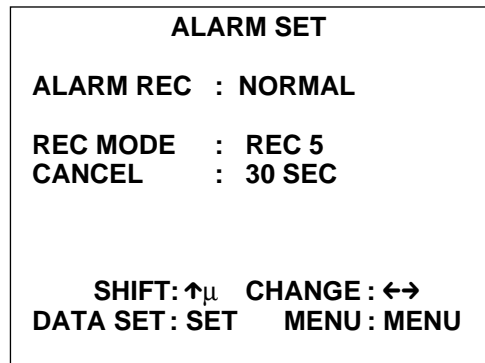 ALARM SET
ALARM REC : NORMAL
REC MODE : REC 5
CANCEL : 30 SEC
SHIFT: ↑µ CHANGE : ←→
DATA SET : SET MENU : MENU